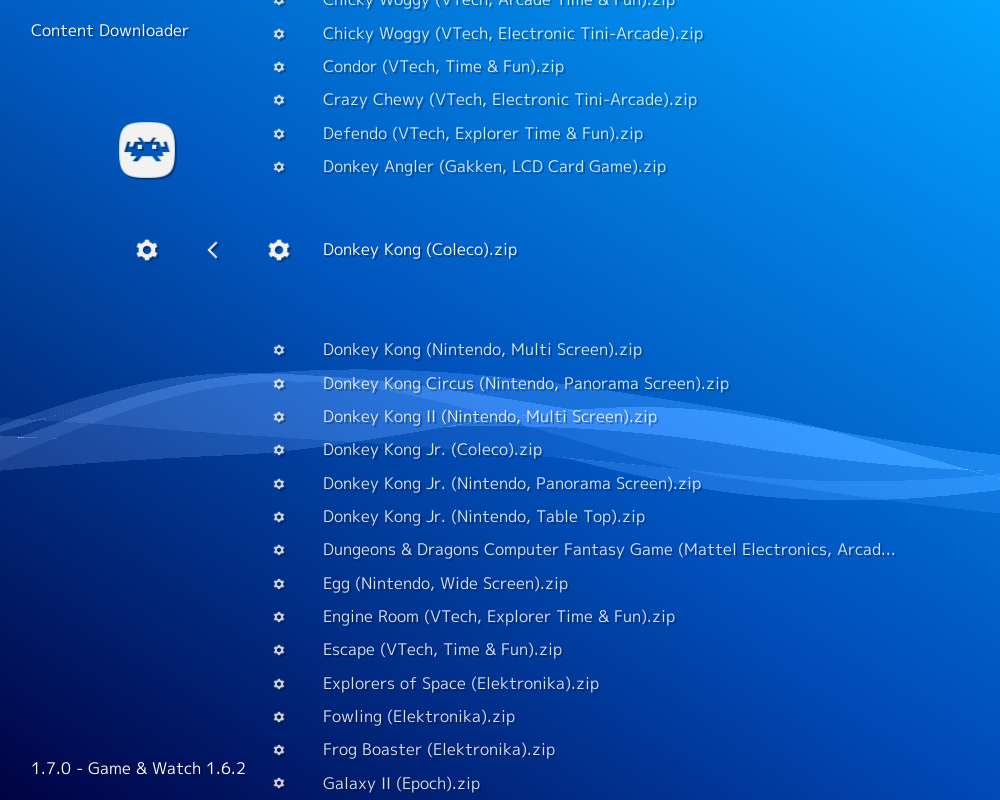 Chicky Woggy (VTech, Arcade Time & Fun).zip
Content Downloader
Chicky Woggy (VTech, Electronic Tini-Arcade).zip
Condor (VTech, Time & Fun).zip
Crazy Chewy (VTech, Electronic Tini-Arcade).zip
Defendo (VTech, Explorer Time & Fun).zip
Donkey Angler (Gakken, LCD Card Game).zip
Donkey Kong (Coleco).zip
Donkey Kong (Nintendo, Multi Screen).zip
Donkey Kong Circus (Nintendo, Panorama Screen).zip
Donkey Kong II (Nintendo, Multi Screen).zip
Donkey Kong Jr. (Coleco).zip
Donkey Kong Jr. (Nintendo, Panorama Screen).zip
Donkey Kong Jr. (Nintendo, Table Top).zip
Dungeons & Dragons Computer Fantasy Game (Mattel Electronics, Arcad...
Egg (Nintendo, Wide Screen).zip
Engine Room (VTech, Explorer Time & Fun).zip
Escape (VTech, Time & Fun).zip
Explorers of Space (Elektronika).zip
Fowling (Elektronika).zip
Frog Boaster (Elektronika).zip
1.7.0 - Game & Watch 1.6.2
Galaxy II (Epoch).zip